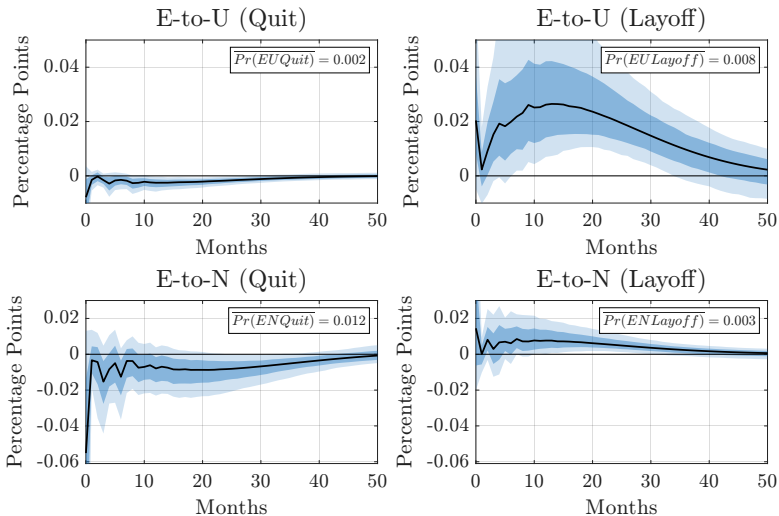 E-to-U (Quit)
Percentage Points
0.04
0.02
0
0 10 20 30 40 50
Months
Pr(EUQuit) = 0.002
E-to-U (Layoff)
Percentage Points
0.04
0.02
0
0 10 20 30 40 50
Months
Pr(EULayoff) = 0.008
E-to-N (Quit)
Percentage Points
0.02
0
-0.02
-0.04
-0.06
0 10 20 30 40 50
Months
Pr(ENQuit) = 0.012
E-to-N (Layoff)
Percentage Points
0.02
0
-0.02
-0.04
-0.06
0 10 20 30 40 50
Months
Pr(ENLayoff) = 0.003